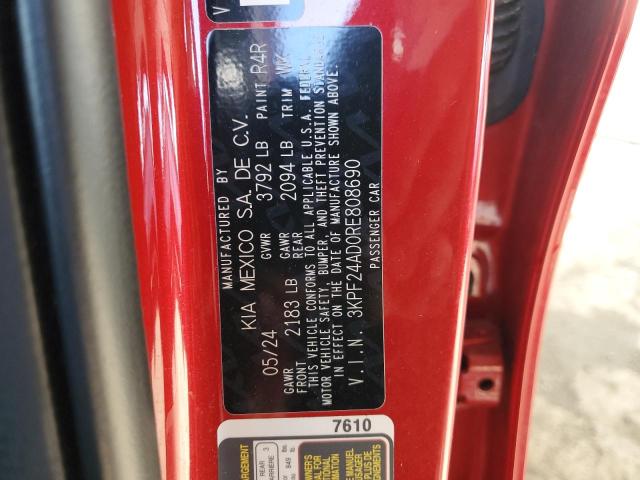 MANUFACTURED BY
KIA MEXICO S.A. DE C.V.
05/24 GVWR 3792 LB PAINT R4R
GAWR FRONT 2183 LB GAWR REAR 2094 LB TRIM
THIS VEHICLE CONFORMS TO ALL APPLICABLE U.S.A. FEDERAL
MOTOR VEHICLE SAFETY, BUMPER, AND THEFT PREVENTION STANDARDS
IN EFFECT ON THE DATE OF MANUFACTURE SHOWN ABOVE.
V.I.N. 3KPF24AD0RE808690
PASSENGER CAR
V
7610
REAR 3